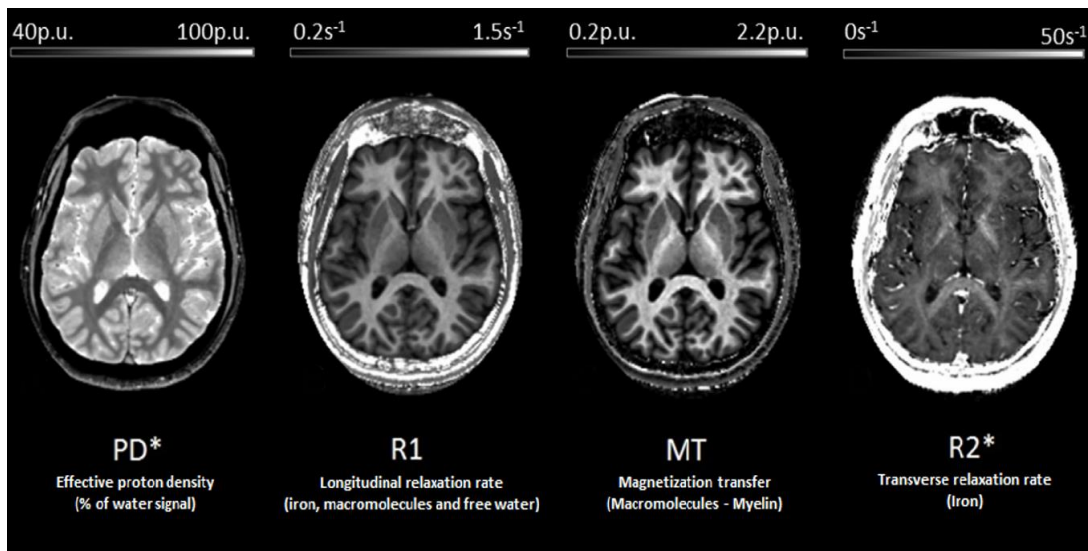 40p.u. 100p.u.
0.2s⁻¹ 1.5s⁻¹
0.2p.u. 2.2p.u.
0s⁻¹ 50s⁻¹
PD*
Effective proton density
(% of water signal)
R1
Longitudinal relaxation rate
(iron, macromolecules and free water)
MT
Magnetization transfer
(Macromolecules - Myelin)
R2*
Transverse relaxation rate
(Iron)